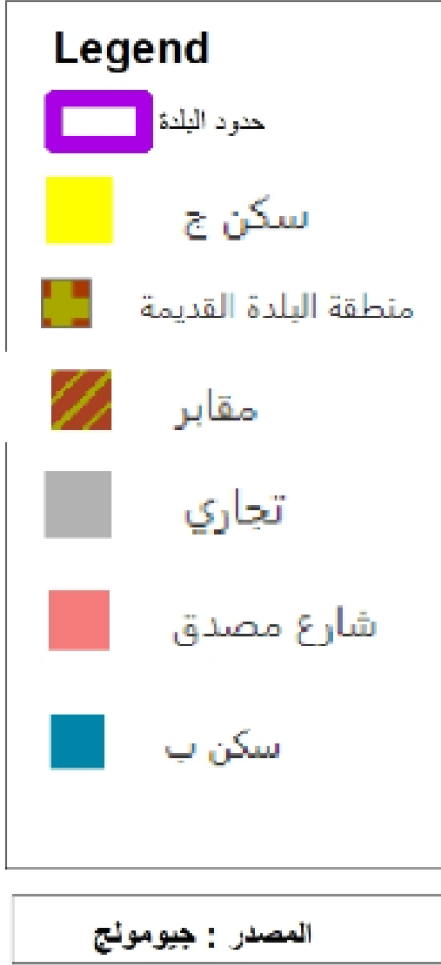 Legend
حدود البلدة
سكن ج
منطقة البلدة القديمة
مقابر
تجاري
شارع مصدق
سكن ب
المصدر : جيومولج